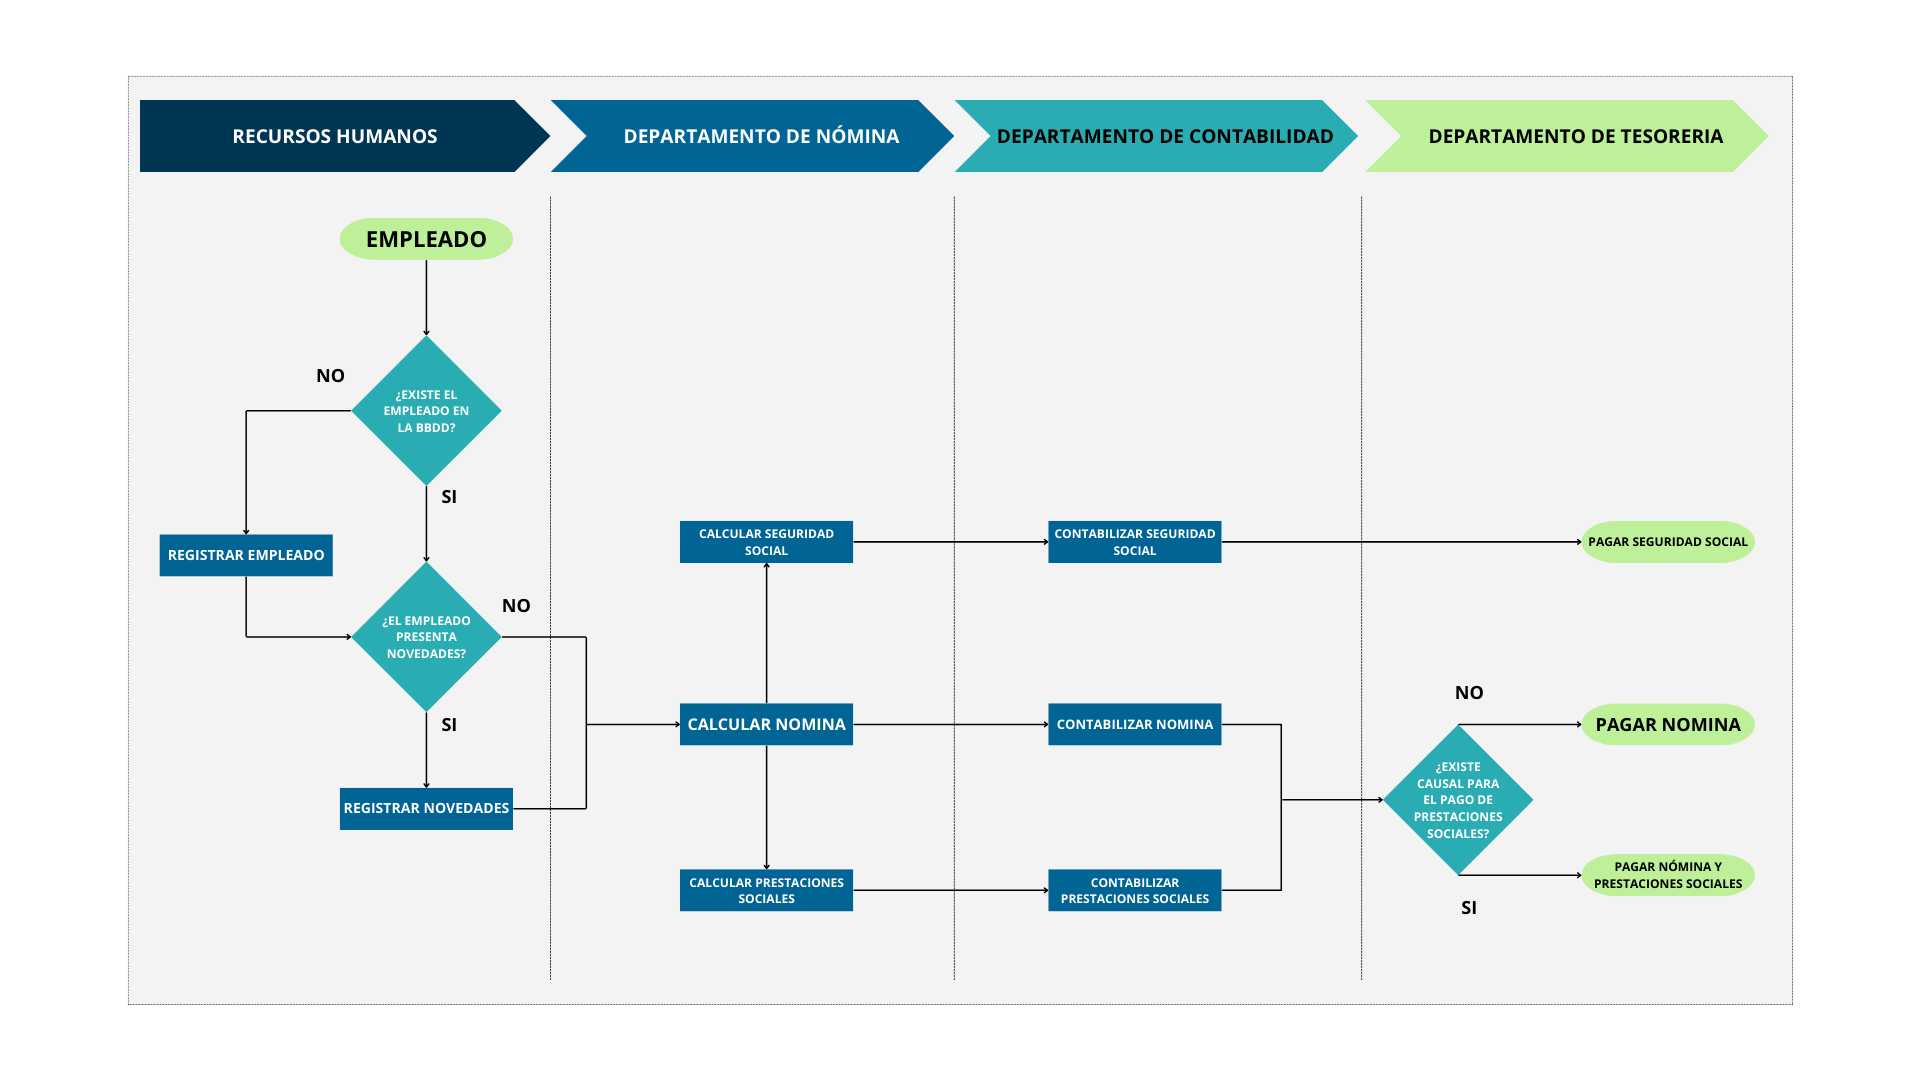 RECURSOS HUMANOS
DEPARTAMENTO DE NÓMINA
DEPARTAMENTO DE CONTABILIDAD
DEPARTAMENTO DE TESORERIA
EMPLEADO
NO
¿EXISTE EL
EMPLEADO EN
LA BBDD?
SI
REGISTRAR EMPLEADO
¿EL EMPLEADO
PRESENTA
NOVEDADES?
NO
SI
REGISTRAR NOVEDADES
CALCULAR SEGURIDAD
SOCIAL
CALCULAR NOMINA
CALCULAR PRESTACIONES
SOCIALES
CONTABILIZAR SEGURIDAD
SOCIAL
CONTABILIZAR NOMINA
CONTABILIZAR
PRESTACIONES SOCIALES
PAGAR SEGURIDAD SOCIAL
NO
PAGAR NOMINA
¿EXISTE
CAUSAL PARA
EL PAGO DE
PRESTACIONES
SOCIALES?
PAGAR NÓMINA Y
PRESTACIONES SOCIALES
SI